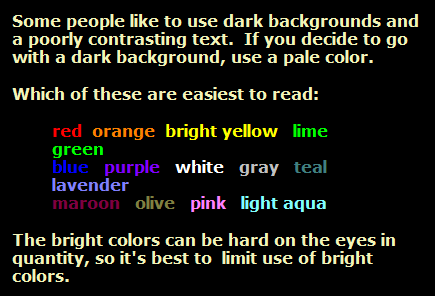 Some people like to use dark backgrounds and
a poorly contrasting text.  If you decide to go
with a dark background, use a pale color.
Which of these are easiest to read:
red  orange  bright yellow  lime
green
blue  purple  white  gray  teal
lavender
maroon  olive  pink  light aqua
The bright colors can be hard on the eyes in
quantity, so it's best to  limit use of bright
colors.